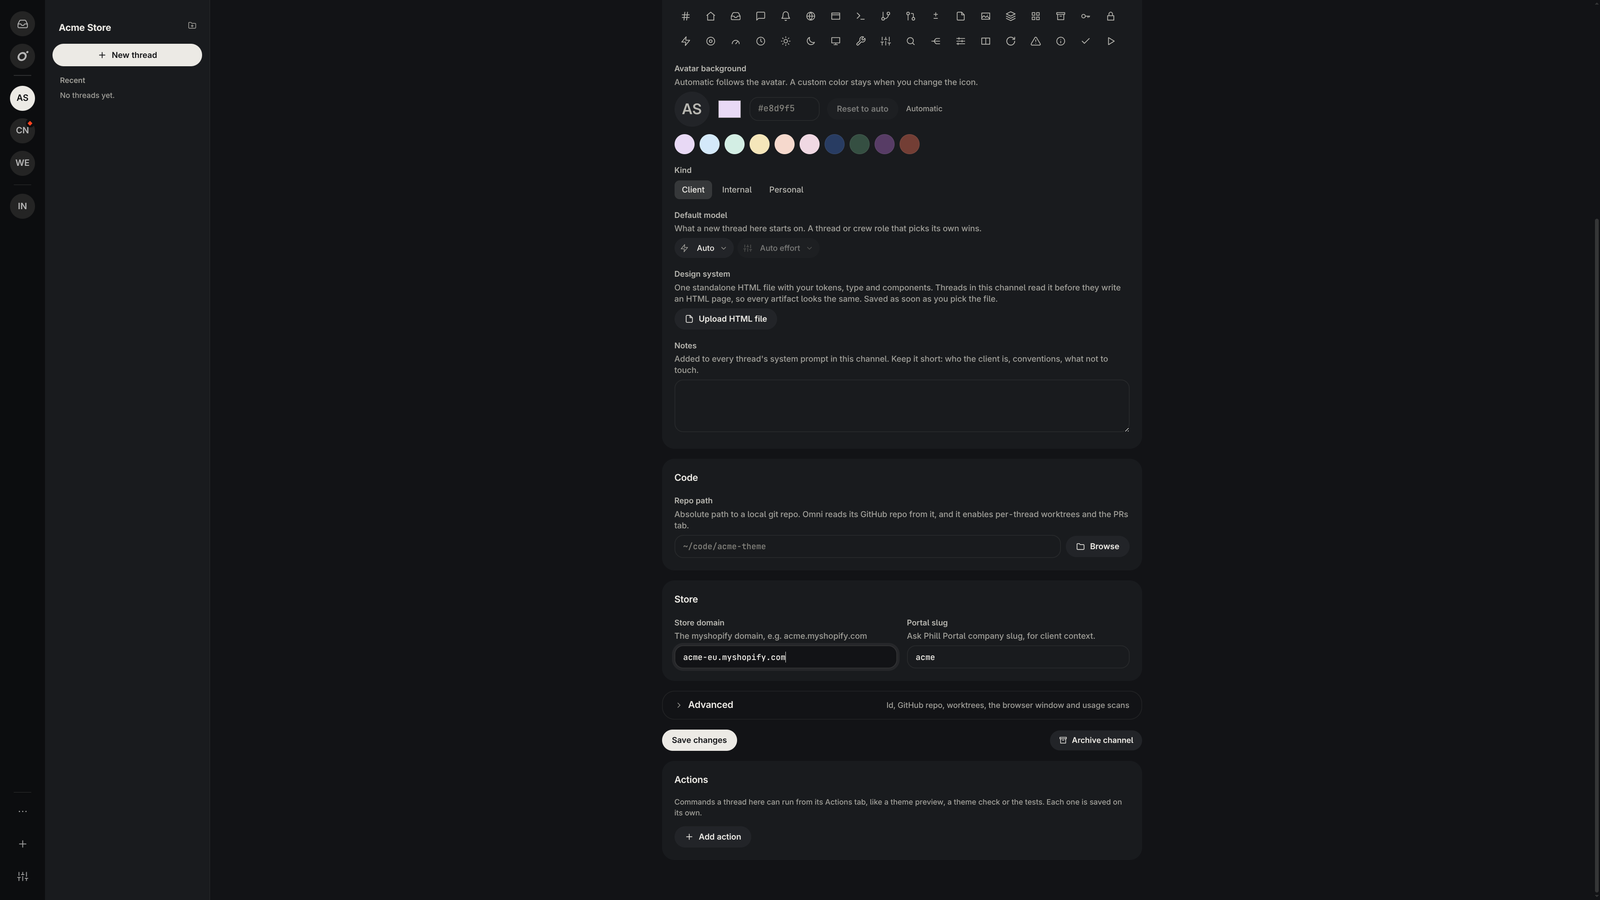 Acme Store
New thread
Recent
No threads yet.
AS
CN
WE
IN
Avatar background
Automatic follows the avatar. A custom color stays when you change the icon.
AS
#e8d9f5
Reset to auto
Automatic
Kind
Client
Internal
Personal
Default model
What a new thread here starts on. A thread or crew role that picks its own wins.
Auto
Auto effort
Design system
One standalone HTML file with your tokens, type and components. Threads in this channel read it before they write
an HTML page, so every artifact looks the same. Saved as soon as you pick the file.
Upload HTML file
Notes
Added to every thread's system prompt in this channel. Keep it short: who the client is, conventions, what not to
touch.
Code
Repo path
Absolute path to a local git repo. Omni reads its GitHub repo from it, and it enables per-thread worktrees and the PRs
tab.
~/code/acme-theme
Browse
Store
Store domain
The myshopify domain, e.g. acme.myshopify.com
acme-eu.myshopify.com
Portal slug
Ask Phill Portal company slug, for client context.
acme
Advanced
Id, GitHub repo, worktrees, the browser window and usage scans
Save changes
Archive channel
Actions
Commands a thread here can run from its Actions tab, like a theme preview, a theme check or the tests. Each one is saved on
its own.
Add action